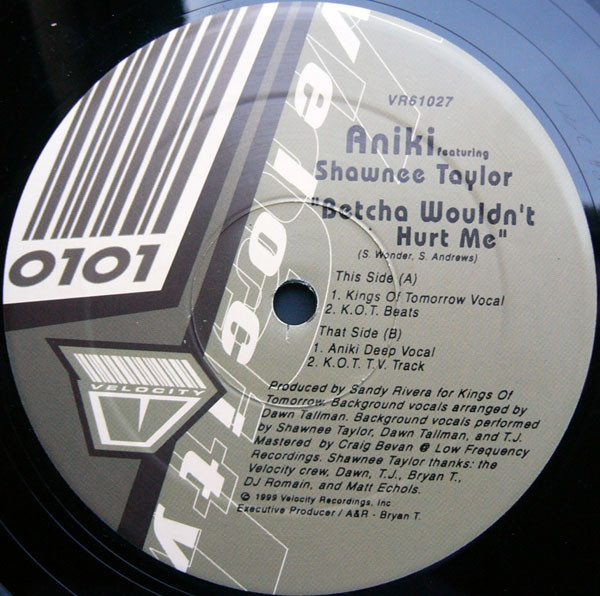 VR61027
Aniki featuring
Shawnee Taylor
"Betcha Wouldn't
Hurt Me"
(S. Wonder, S. Andrews)
This Side (A)
1. Kings Of Tomorrow Vocal
2. K.O.T. Beats
That Side (B)
1. Aniki Deep Vocal
2. K.O.T. T.V. Track
Produced by Sandy Rivera for Kings Of
Tomorrow. Background vocals arranged by
Dawn Tallman. Background vocals performed
by Shawnee Taylor, Dawn Tallman, and T.J.
Mastered by Craig Bevan @ Low Frequency
Recordings. Shawnee Taylor thanks: the
Velocity crew, Dawn, T.J., Bryan T.,
DJ Romain, and Matt Echols.
© 1999 Velocity Recordings, Inc.
Executive Producer / A&R - Bryan T.
0101
VELOCITY
Velocity